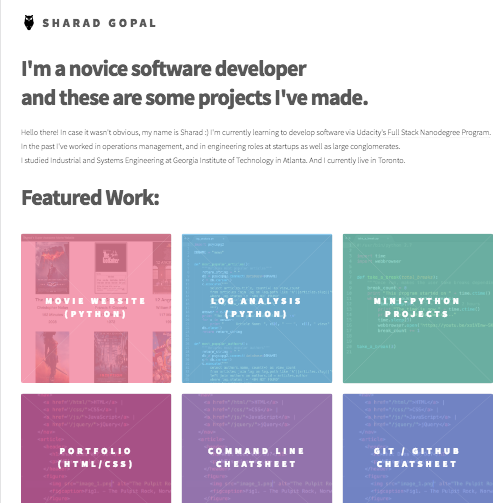 SHARAD GOPAL
I'm a novice software developer
and these are some projects I've made.
Hello there! In case it wasn't obvious, my name is Sharad :) I'm currently learning to develop software via Udacity's Full Stack Nanodegree Program.
In the past I've worked in operations management, and in engineering roles at startups as well as large conglomerates.
I studied Industrial and Systems Engineering at Georgia Institute of Technology in Atlanta. And I currently live in Toronto.
Featured Work:
MOVIE WEBSITE
(PYTHON)
LOG ANALYSIS
(PYTHON)
MINI-PYTHON
PROJECTS
PORTFOLIO
(HTML/CSS)
COMMAND LINE
CHEATSHEET
GIT / GITHUB
CHEATSHEET